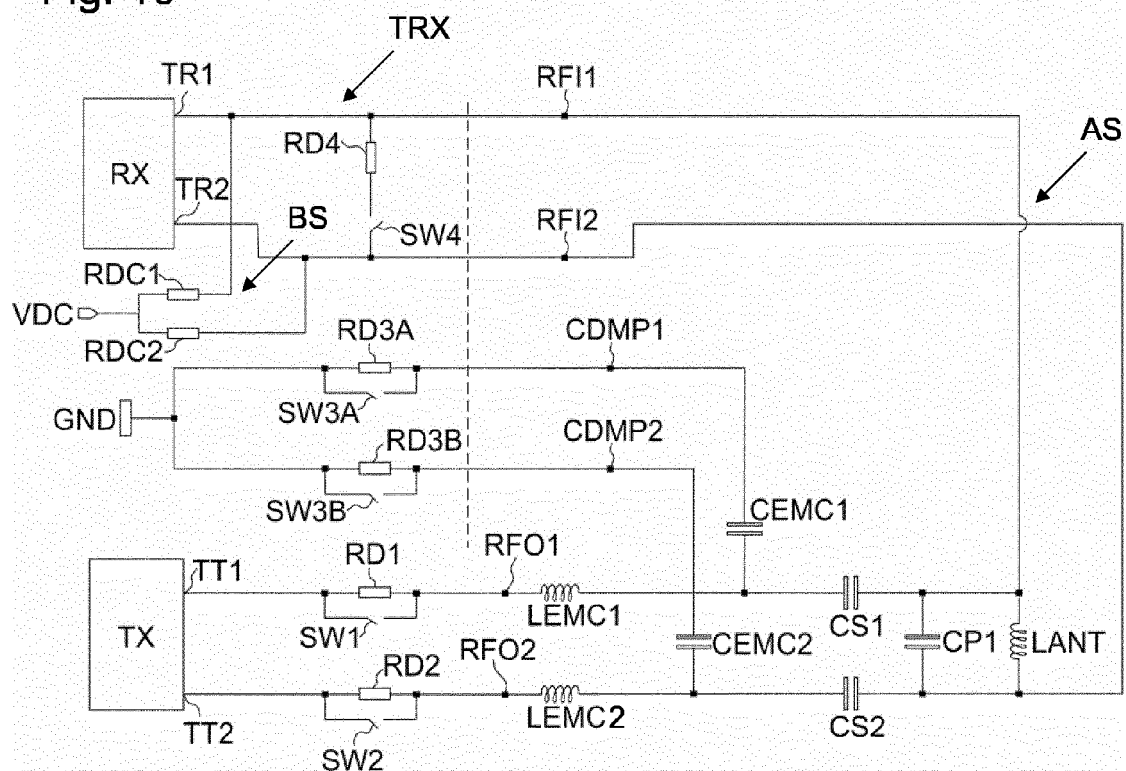 TRX
TR1
RFI1
AS
RD4
RX
TR2
BS
SW4
RFI2
RDC1
VDC
RDC2
RD3A
CDMP1
SW3A
GND
RD3B
CDMP2
SW3B
CEMC1
RD1
RFO1
TT1
LEMC1
CS1
TX
SW1
CEMC2
CP1
LANT
RD2
RFO2
TT2
LEMC2
CS2
SW2